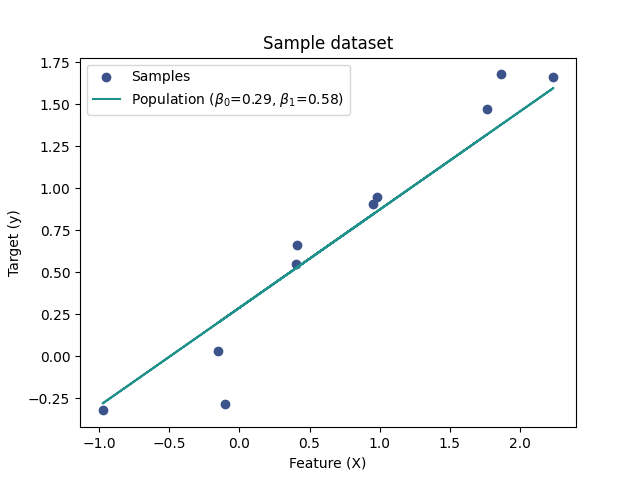 Sample dataset
Samples
Population (β₀=0.29, β₁=0.58)
Target (y)
1.75
1.50
1.25
1.00
0.75
0.50
0.25
0.00
−0.25
−1.0 −0.5 0.0 0.5 1.0 1.5 2.0
Feature (X)